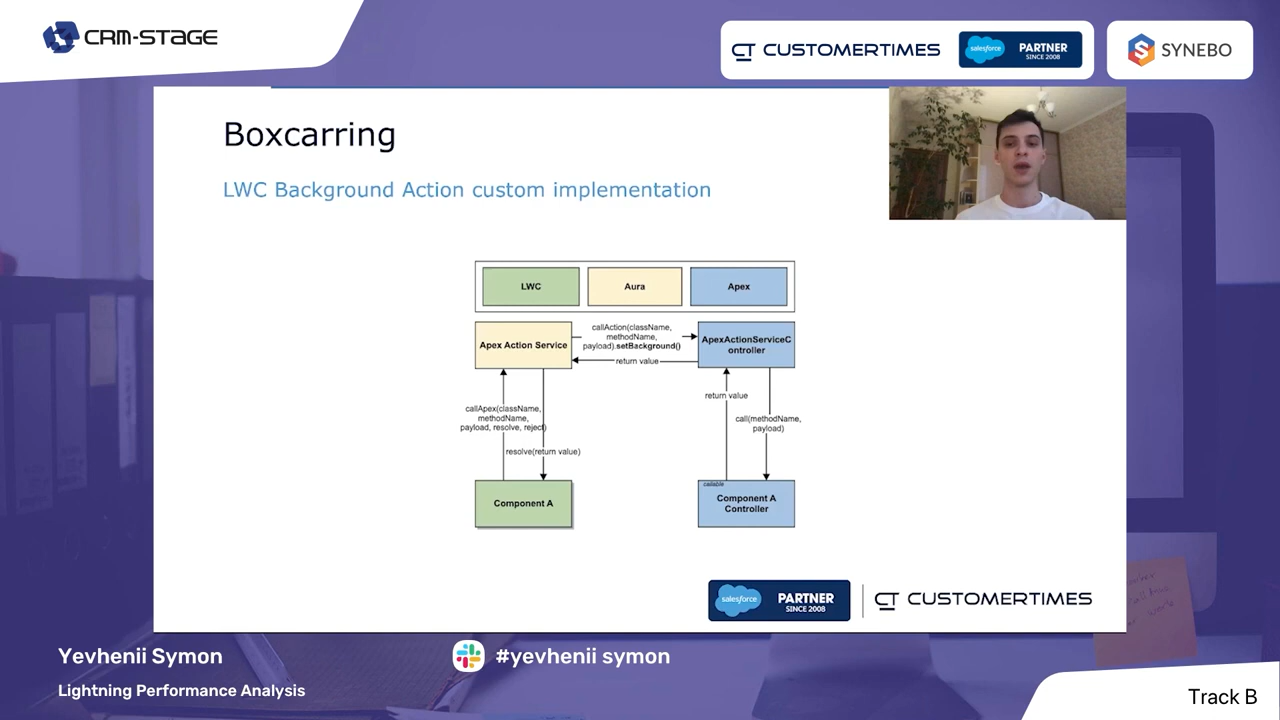 CRM-STAGE
CT CUSTOMERTIMES
salesforce
PARTNER
SINCE 2008
SYNEBO
Boxcarring
LWC Background Action custom implementation
LWC
Aura
Apex
Apex Action Service
callAction(className,
methodName,
payload).setBackground()
return value
ApexActionServiceC
ontroller
callApex(className,
methodName,
payload, resolve, reject)
resolve(return value)
return value
call(methodName,
payload)
Component A
callable
Component A
Controller
salesforce
PARTNER
SINCE 2008
CT CUSTOMERTIMES
Yevhenii Symon
#yevhenii symon
Lightning Performance Analysis
Track B